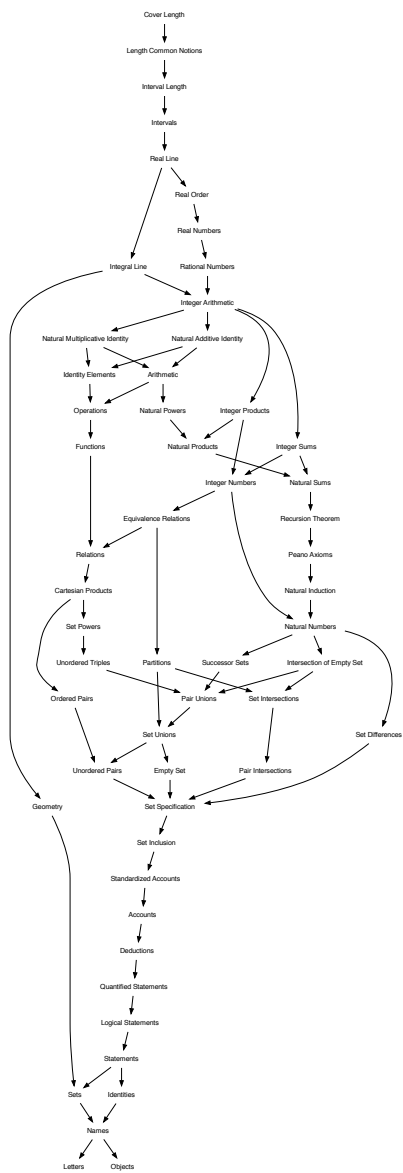 Cover Length
Length Common Notions
Interval Length
Intervals
Real Line
Real Order
Real Numbers
Integral Line
Rational Numbers
Integer Arithmetic
Natural Multiplicative Identity
Natural Additive Identity
Identity Elements
Arithmetic
Operations
Natural Powers
Integer Products
Functions
Natural Products
Integer Sums
Integer Numbers
Natural Sums
Equivalence Relations
Recursion Theorem
Relations
Peano Axioms
Cartesian Products
Natural Induction
Set Powers
Natural Numbers
Unordered Triples
Partitions
Successor Sets
Intersection of Empty Set
Ordered Pairs
Pair Unions
Set Intersections
Set Unions
Set Differences
Unordered Pairs
Empty Set
Pair Intersections
Geometry
Set Specification
Set Inclusion
Standardized Accounts
Accounts
Deductions
Quantified Statements
Logical Statements
Statements
Sets
Identities
Names
Letters
Objects